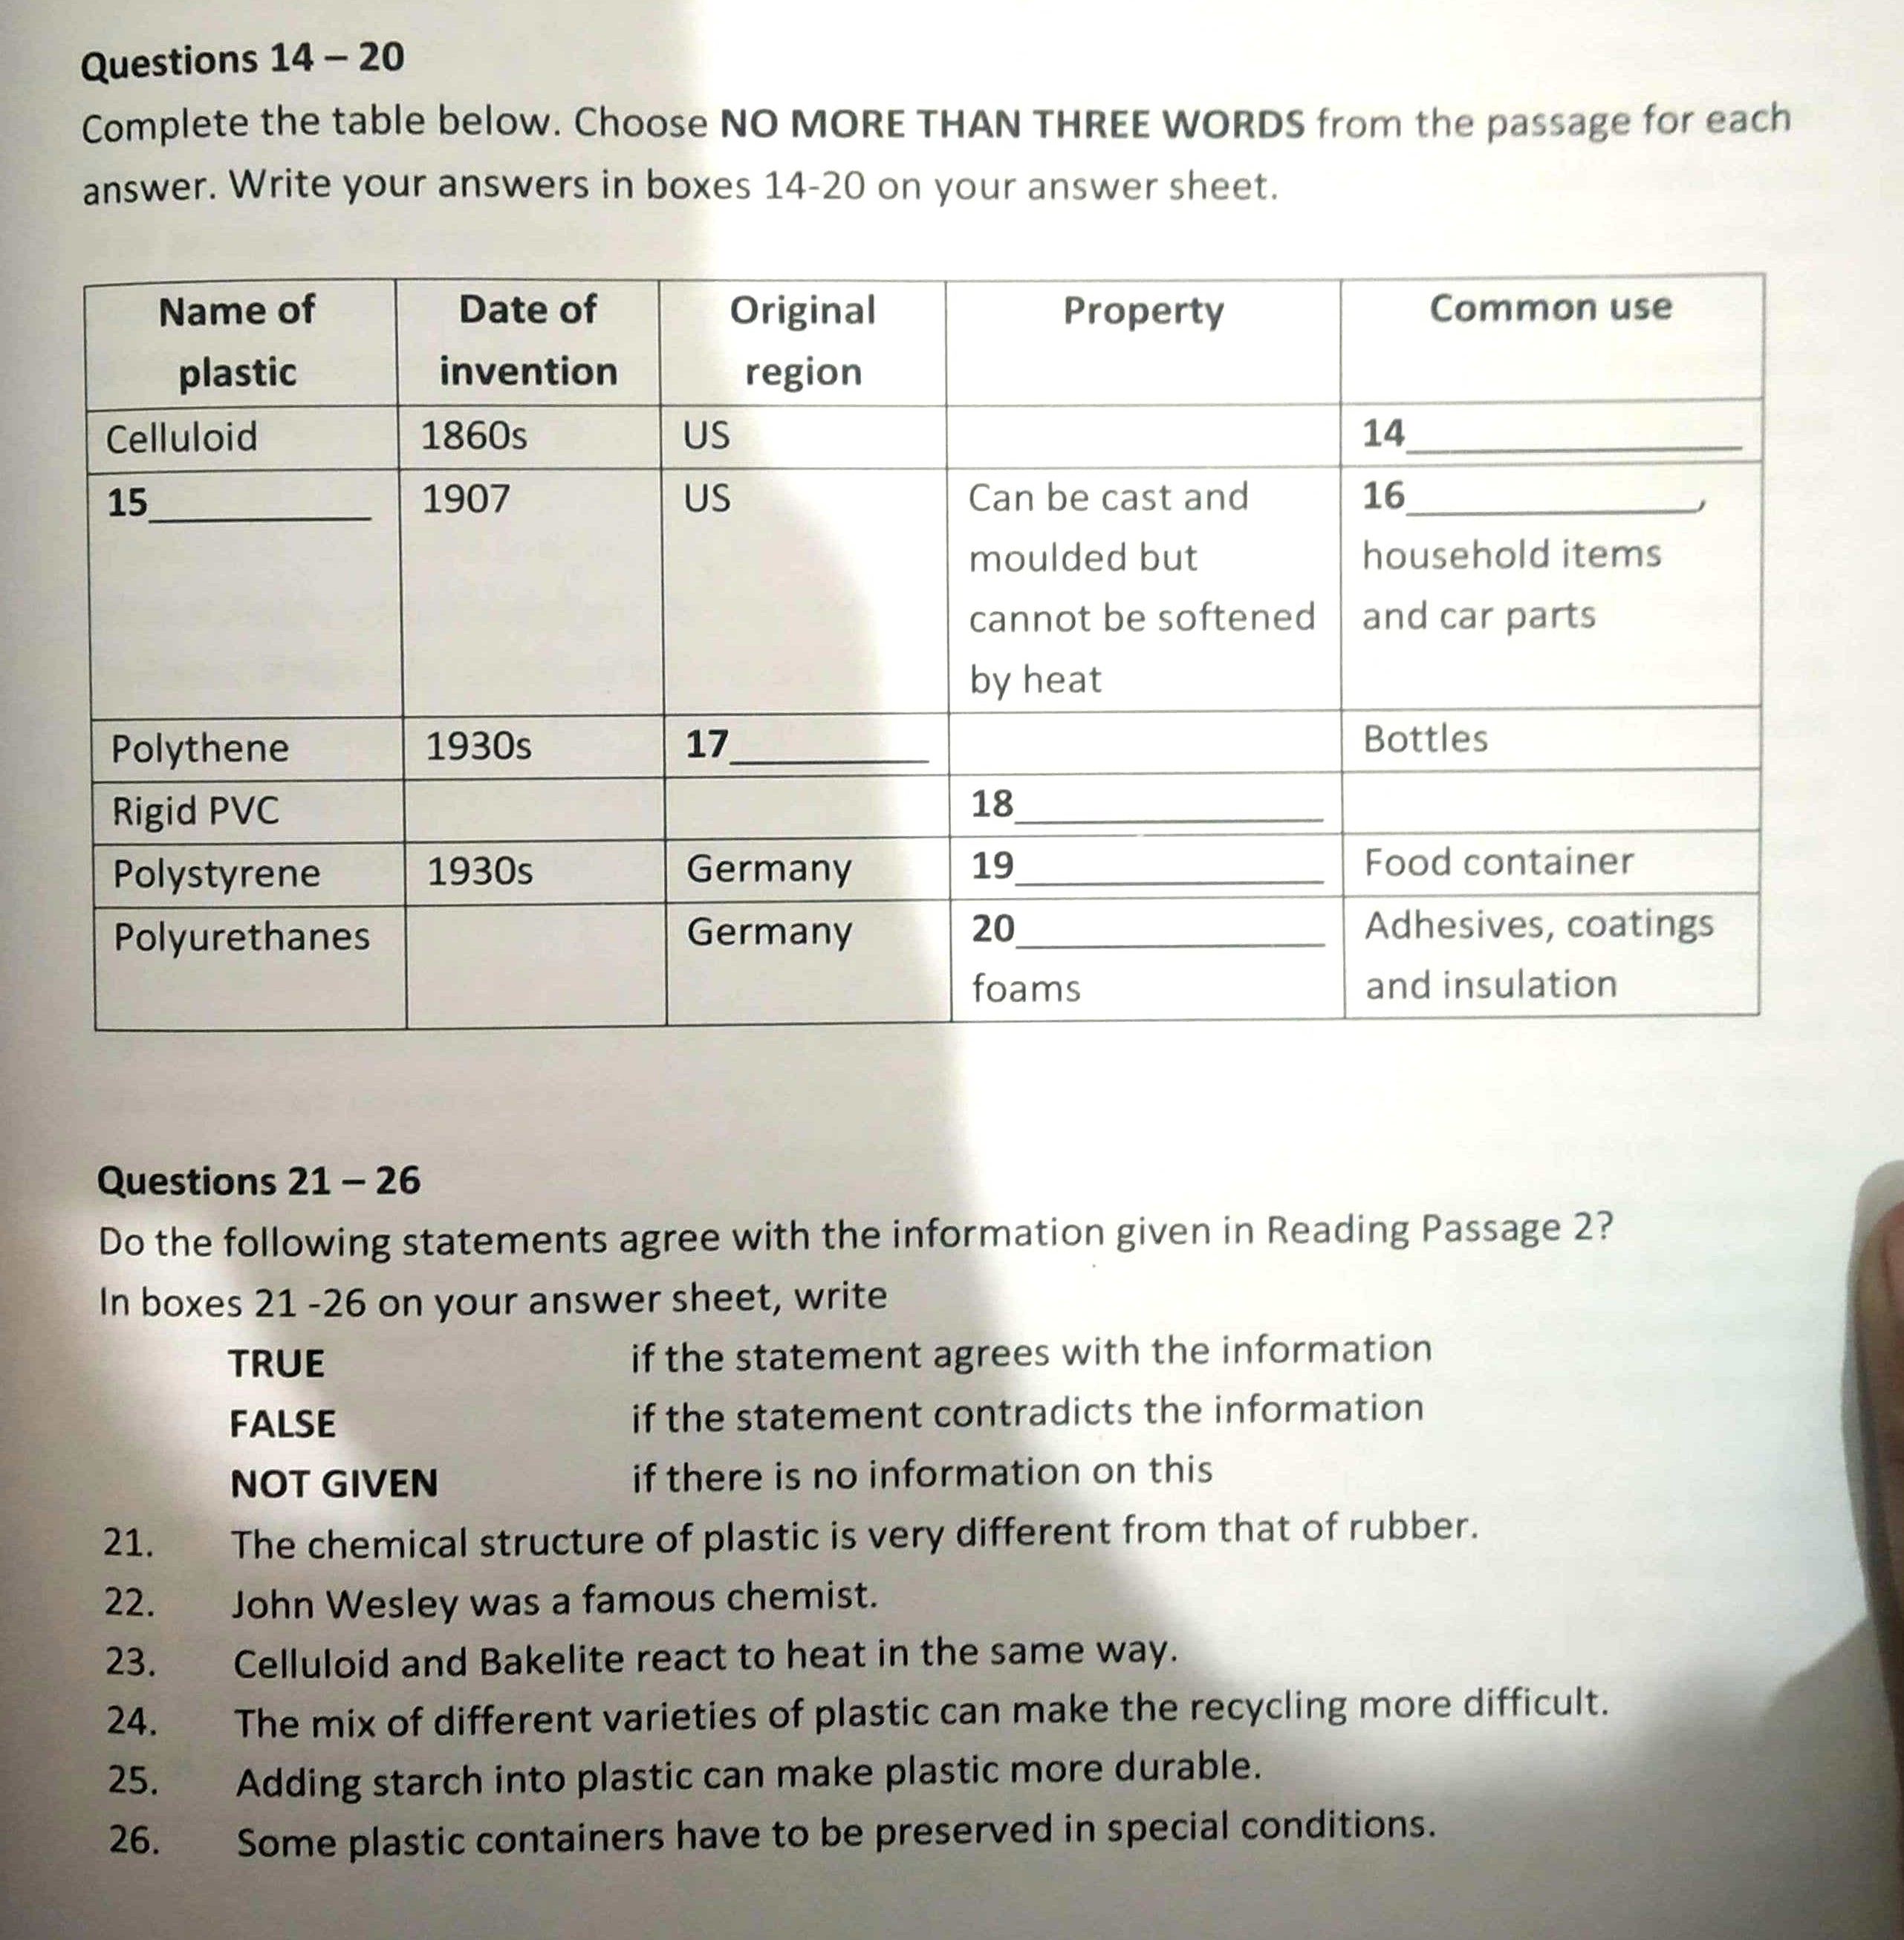 Questions 14 – 20
Complete the table below. Choose NO MORE THAN THREE WORDS from the passage for each
answer. Write your answers in boxes 14-20 on your answer sheet.
Name of plastic | Date of invention | Original region | Property | Common use
Celluloid | 1860s | US | | 14________________
15____________ | 1907 | US | Can be cast and | 16______________,
moulded but | household items
cannot be softened | and car parts
by heat
Polythene | 1930s | 17__________ | | Bottles
Rigid PVC | | | 18________________ |
Polystyrene | 1930s | Germany | 19________________ | Food container
Polyurethanes | | Germany | 20________________ | Adhesives, coatings
foams | and insulation
Questions 21 – 26
Do the following statements agree with the information given in Reading Passage 2?
In boxes 21 -26 on your answer sheet, write
TRUE if the statement agrees with the information
FALSE if the statement contradicts the information
NOT GIVEN if there is no information on this
21. The chemical structure of plastic is very different from that of rubber.
22. John Wesley was a famous chemist.
23. Celluloid and Bakelite react to heat in the same way.
24. The mix of different varieties of plastic can make the recycling more difficult.
25. Adding starch into plastic can make plastic more durable.
26. Some plastic containers have to be preserved in special conditions.